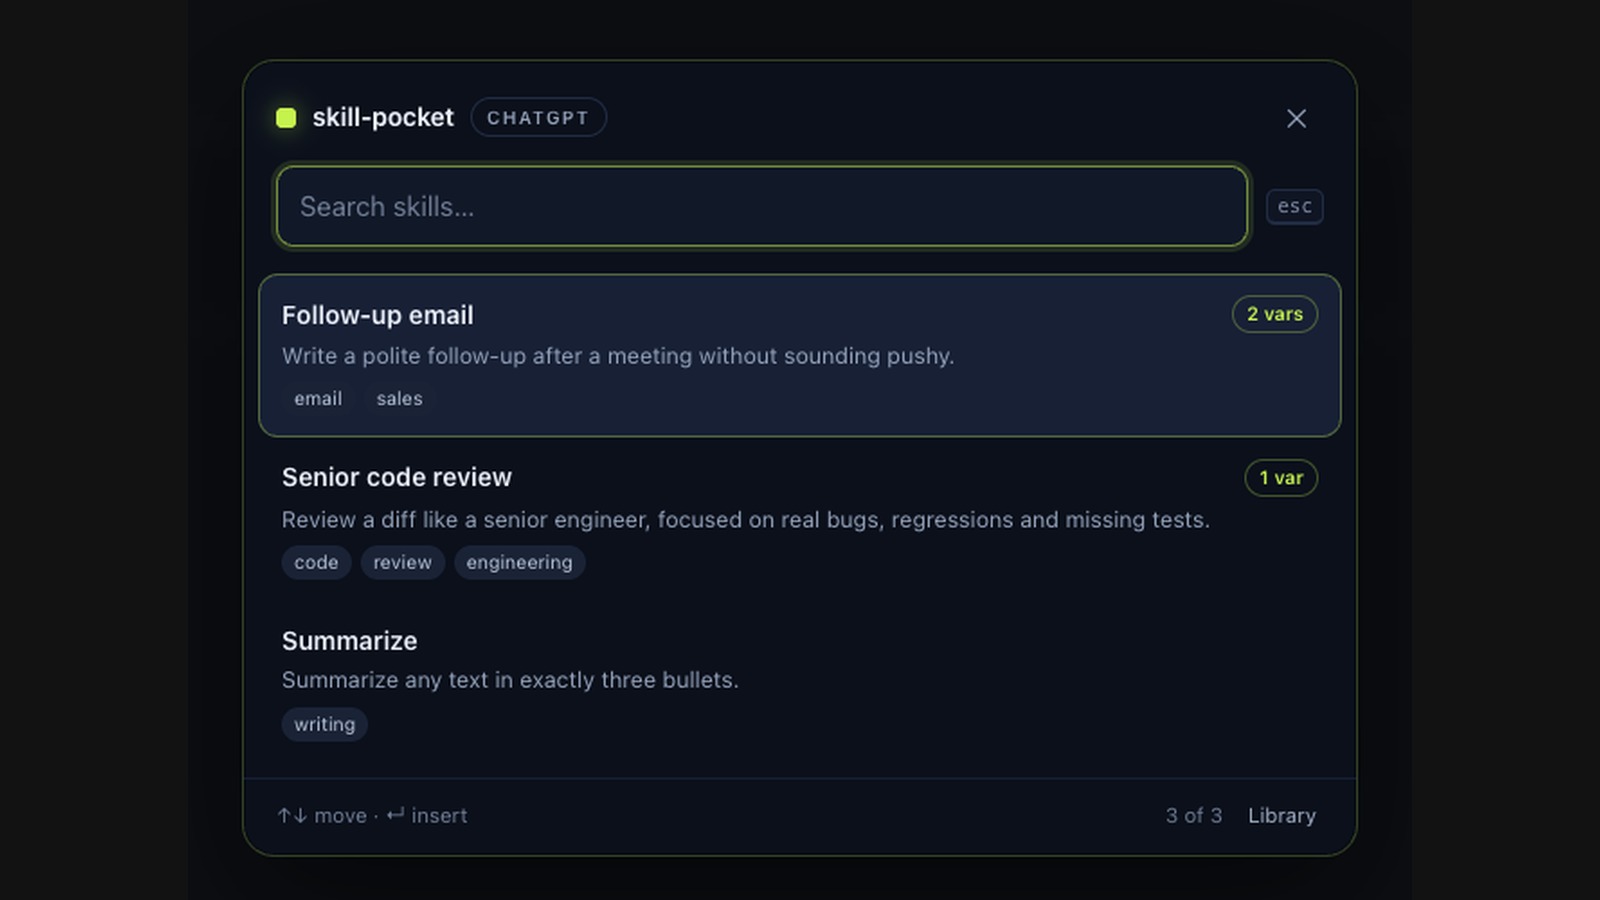 skill-pocket CHATGPT
Search skills... esc
Follow-up email 2 vars
Write a polite follow-up after a meeting without sounding pushy.
email sales
Senior code review 1 var
Review a diff like a senior engineer, focused on real bugs, regressions and missing tests.
code review engineering
Summarize
Summarize any text in exactly three bullets.
writing
↑↓ move · ↵ insert 3 of 3 Library